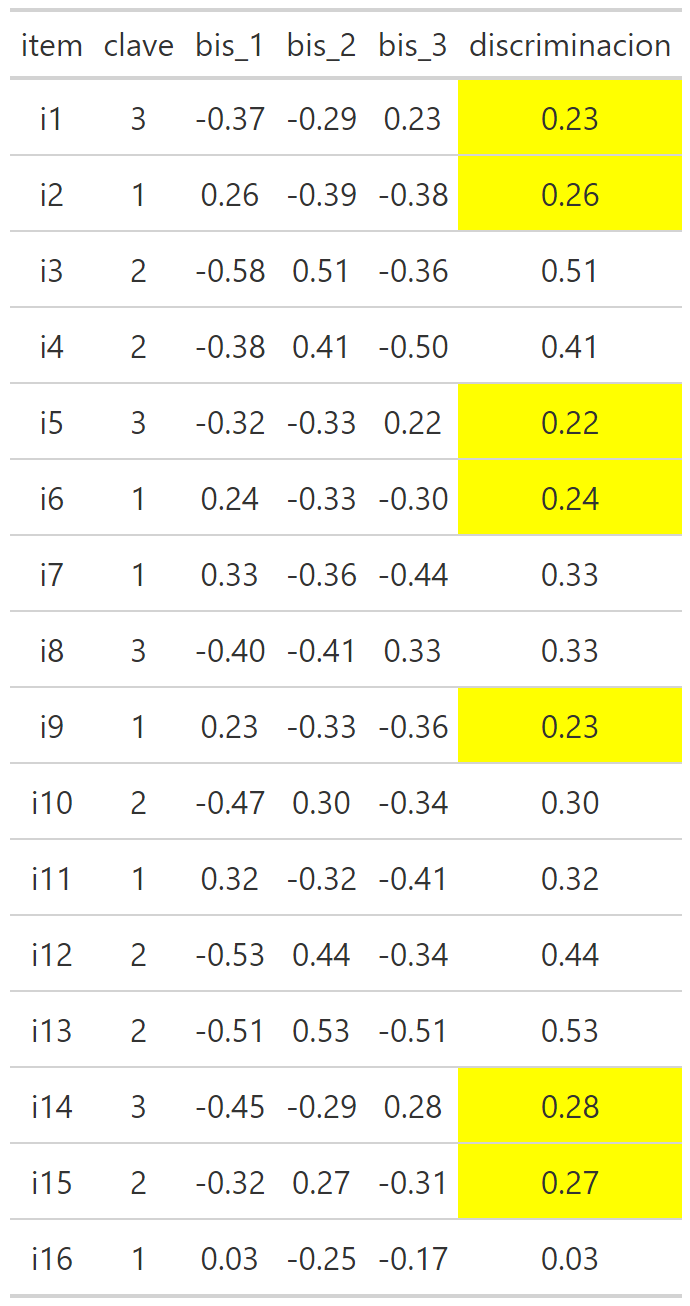 item clave bis_1 bis_2 bis_3 discriminacion
i1 3 -0.37 -0.29 0.23 0.23
i2 1 0.26 -0.39 -0.38 0.26
i3 2 -0.58 0.51 -0.36 0.51
i4 2 -0.38 0.41 -0.50 0.41
i5 3 -0.32 -0.33 0.22 0.22
i6 1 0.24 -0.33 -0.30 0.24
i7 1 0.33 -0.36 -0.44 0.33
i8 3 -0.40 -0.41 0.33 0.33
i9 1 0.23 -0.33 -0.36 0.23
i10 2 -0.47 0.30 -0.34 0.30
i11 1 0.32 -0.32 -0.41 0.32
i12 2 -0.53 0.44 -0.34 0.44
i13 2 -0.51 0.53 -0.51 0.53
i14 3 -0.45 -0.29 0.28 0.28
i15 2 -0.32 0.27 -0.31 0.27
i16 1 0.03 -0.25 -0.17 0.03